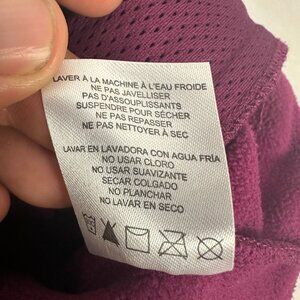 LAVER À LA MACHINE À L'EAU FROIDE
NE PAS JAVELLISER
PAS D'ASSOUPLISSANTS
SUSPENDRE POUR SÉCHER
NE PAS REPASSER
NE PAS NETTOYER À SEC
LAVAR EN LAVADORA CON AGUA FRÍA
NO USAR CLORO
NO USAR SUAVIZANTE
SECAR COLGADO
NO PLANCHAR
NO LAVAR EN SECO